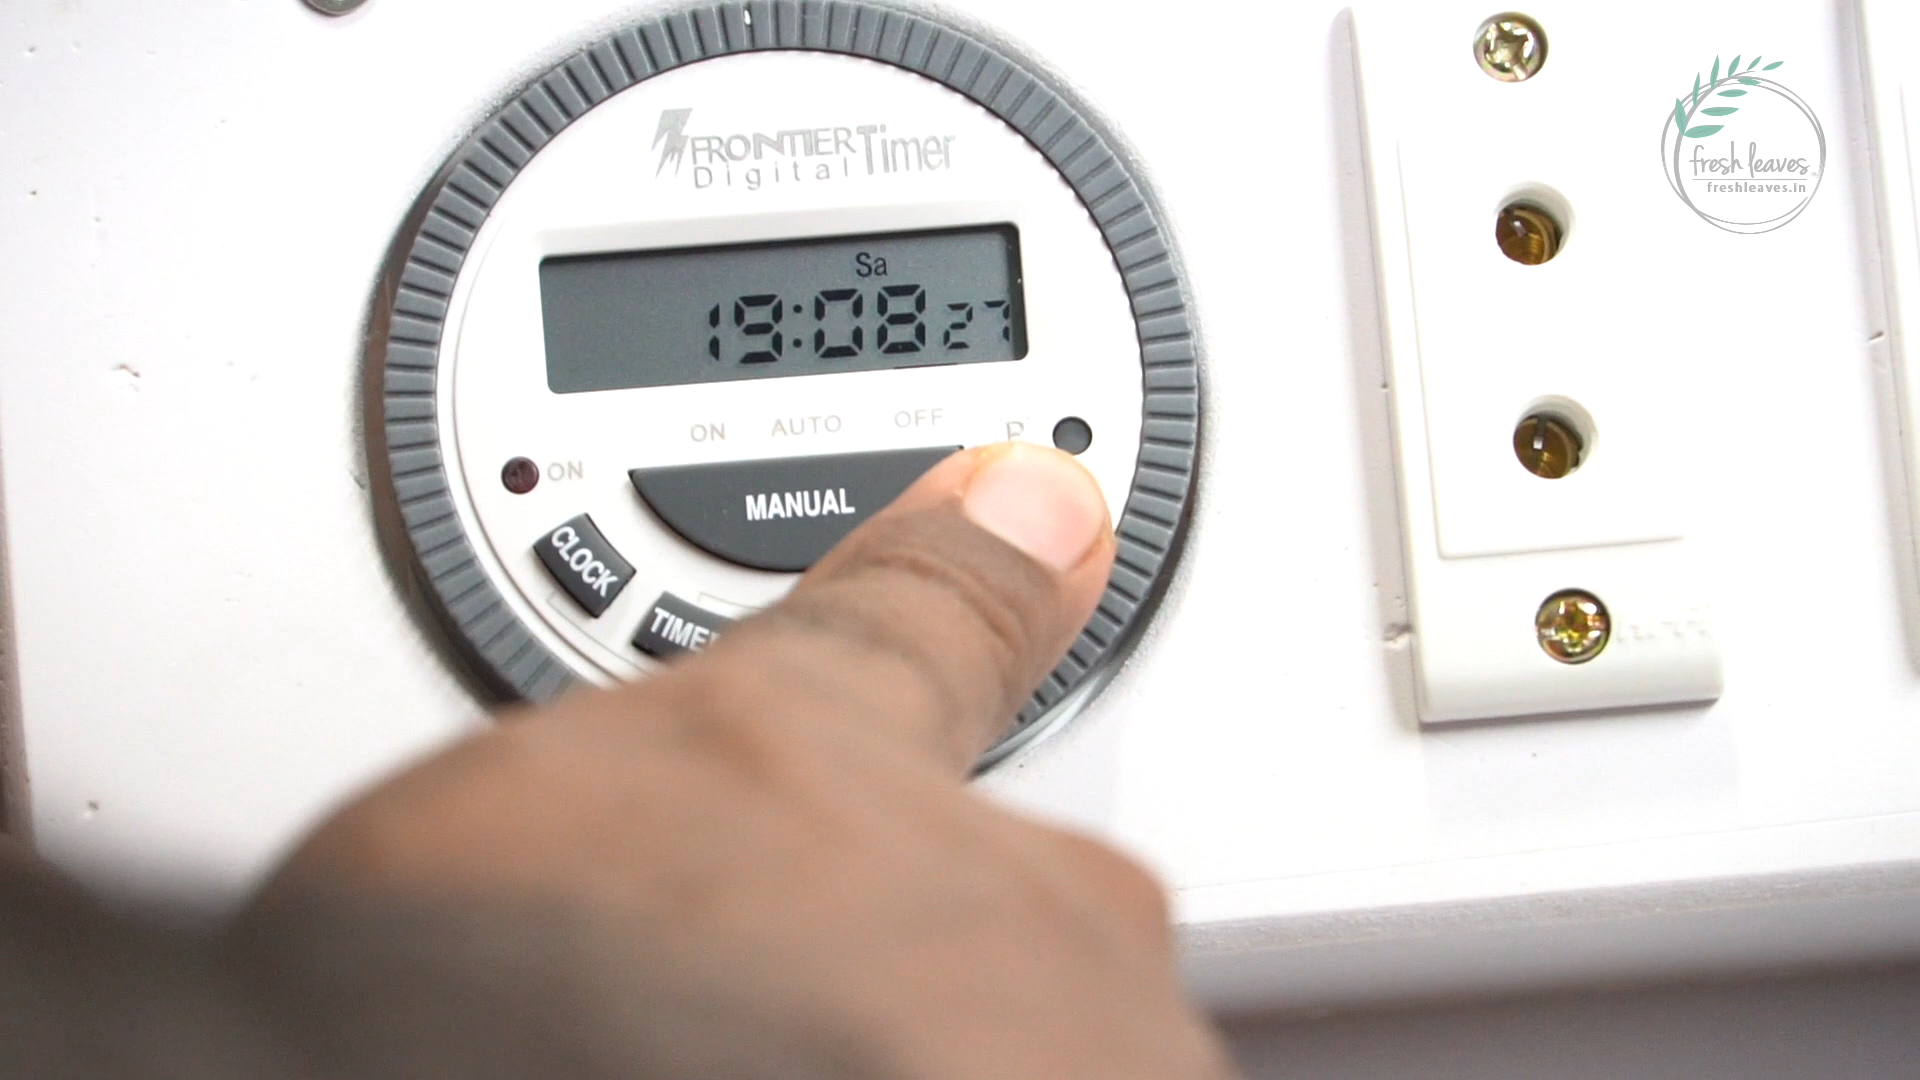 FRONTIER Timer
Digital
fresh leaves
freshleaves.in
Sa
19:08 27
ON AUTO OFF
ON
MANUAL
CLOCK